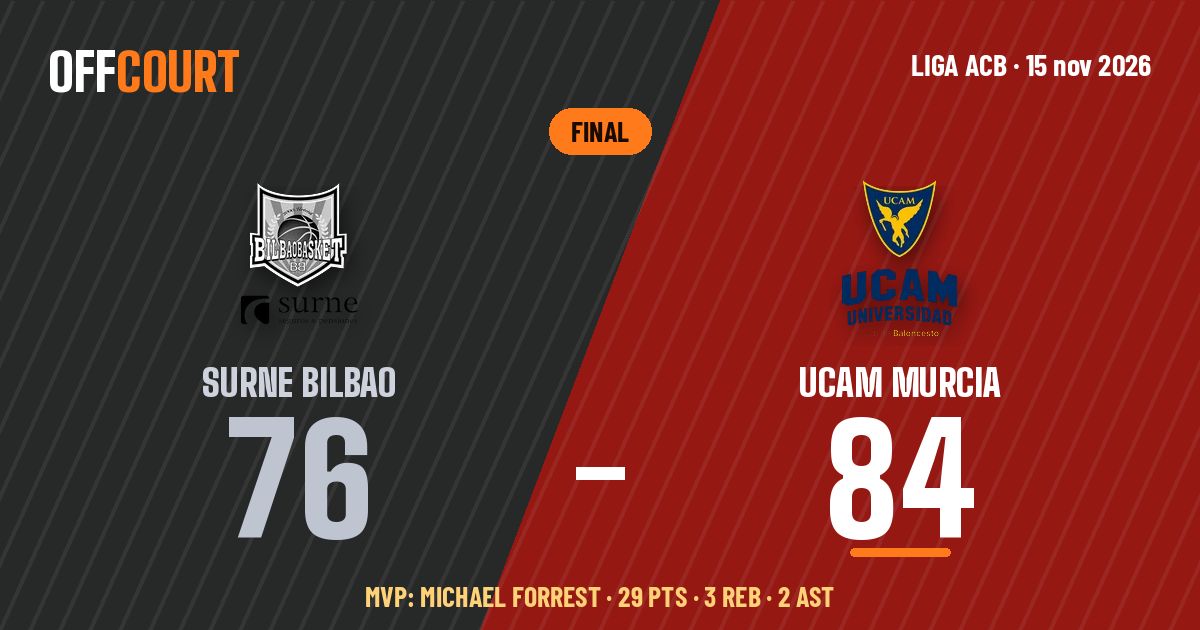 OFFCOURT
LIGA ACB · 15 nov 2026
FINAL
BILBAOBASKET
BB
surne
UCAM
UCAM
UNIVERSIDAD
Baloncesto
SURNE BILBAO
UCAM MURCIA
76
–
84
MVP: MICHAEL FORREST · 29 PTS · 3 REB · 2 AST